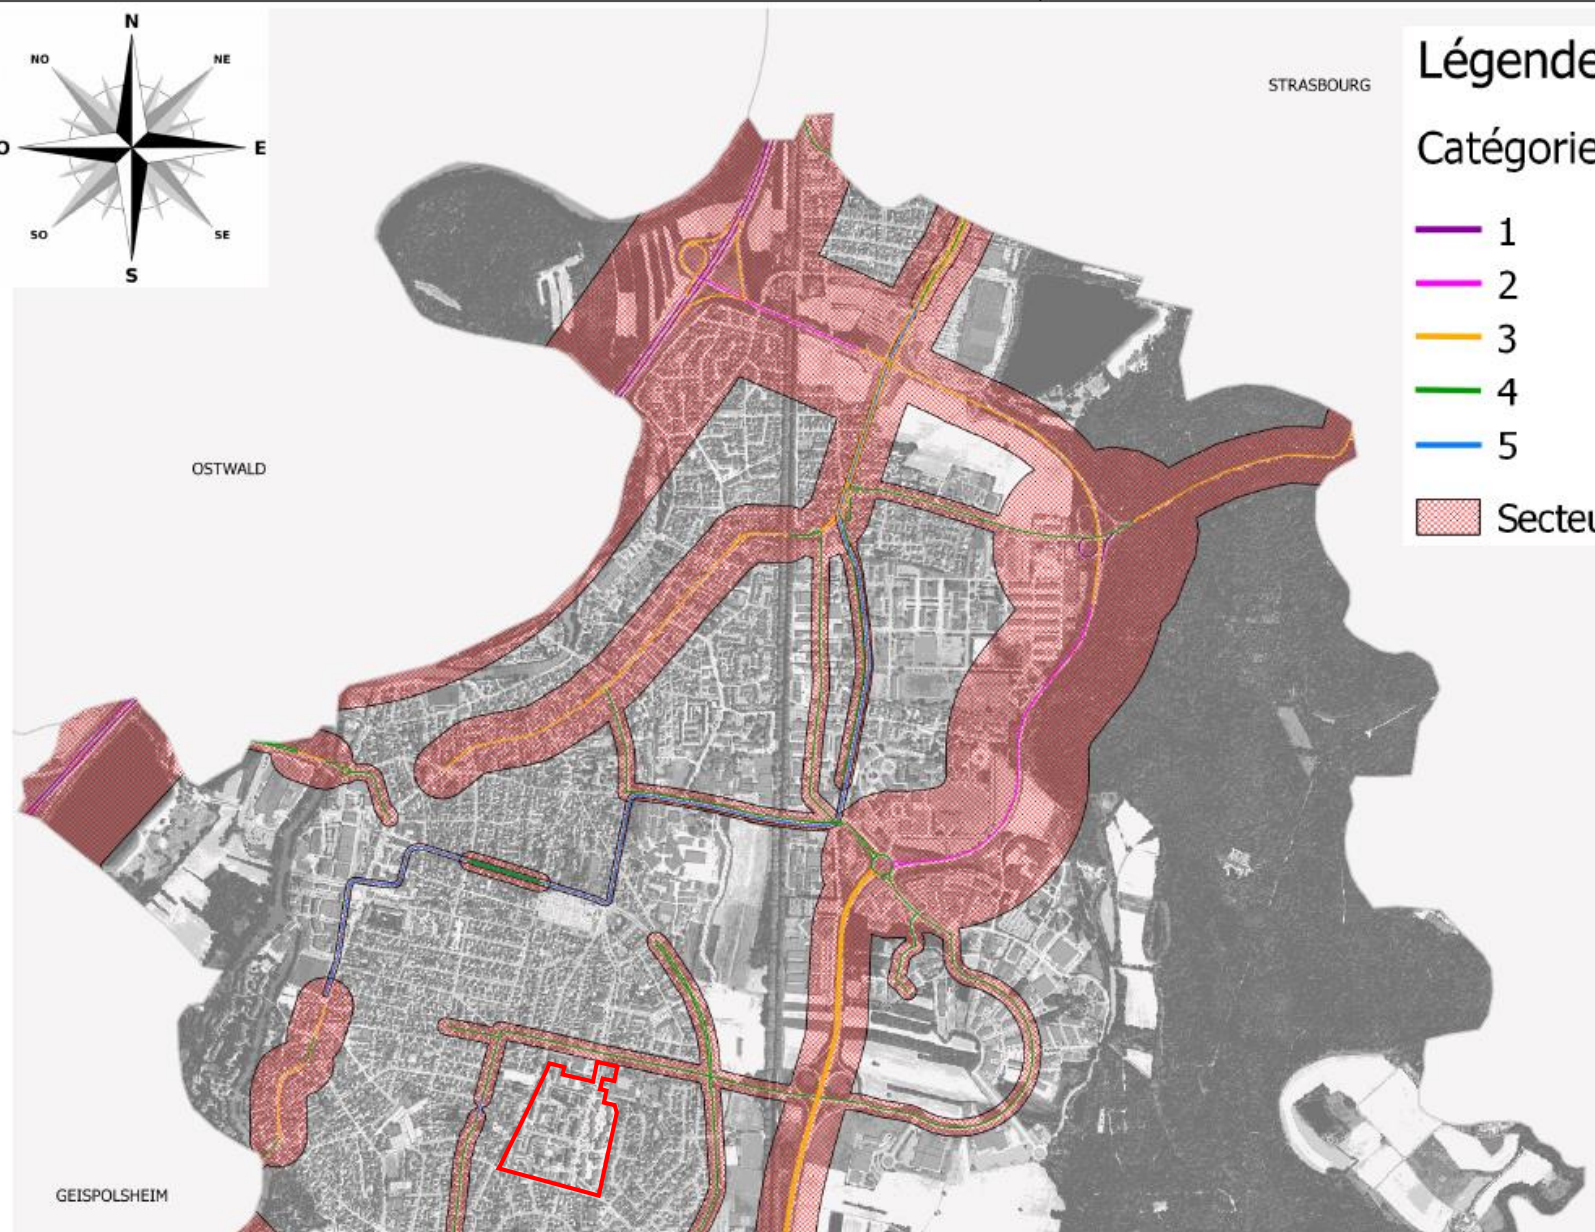 N
NO
NE
O
E
SO
SE
S
STRASBOURG
Légende
Catégorie
1
2
3
4
5
Secteu
OSTWALD
GEISPOLSHEIM